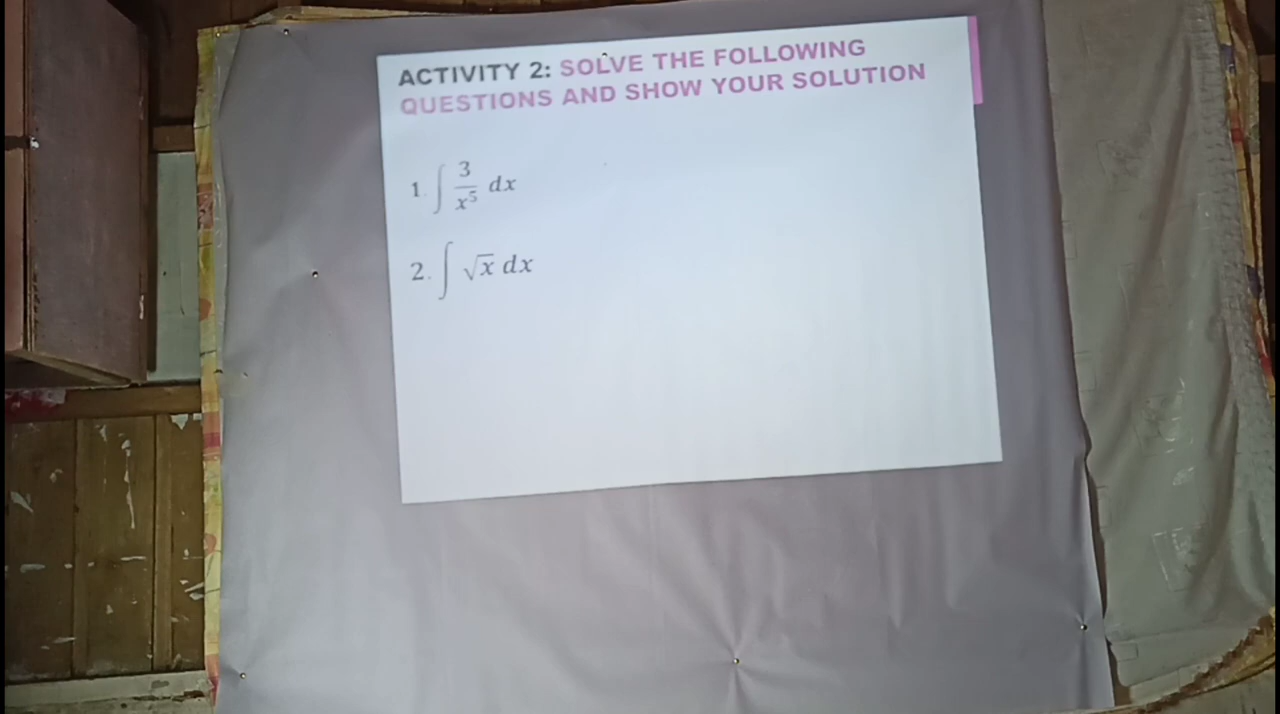 ACTIVITY 2: SOLVE THE FOLLOWING
QUESTIONS AND SHOW YOUR SOLUTION
1. ∫ 3/x⁵ dx
2. ∫ √x dx